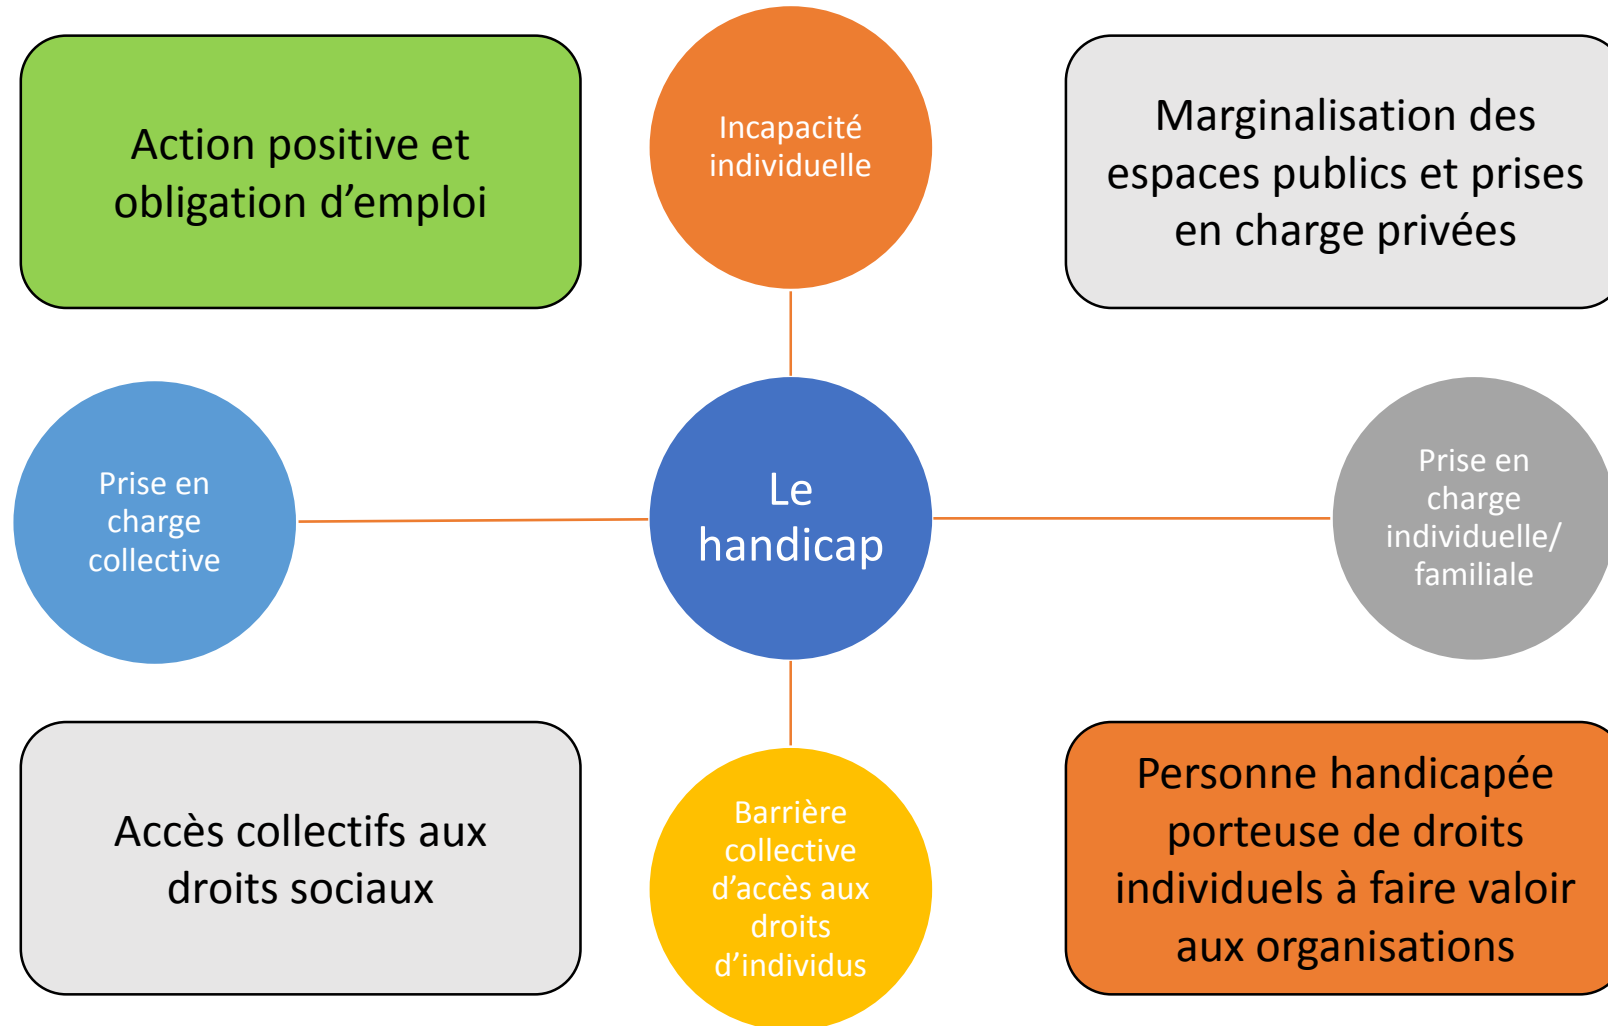 Action positive et
obligation d’emploi
Incapacité
individuelle
Marginalisation des
espaces publics et prises
en charge privées
Prise en
charge
collective
Le
handicap
Prise en
charge
individuelle/
familiale
Accès collectifs aux
droits sociaux
Barrière
collective
d’accès aux
droits
d’individus
Personne handicapée
porteuse de droits
individuels à faire valoir
aux organisations